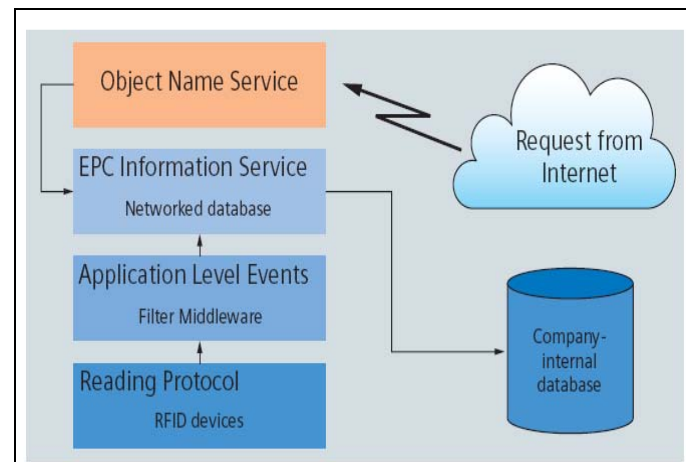 Object Name Service
EPC Information Service
Networked database
Application Level Events
Filter Middleware
Reading Protocol
RFID devices
Request from
Internet
Company-
internal
database